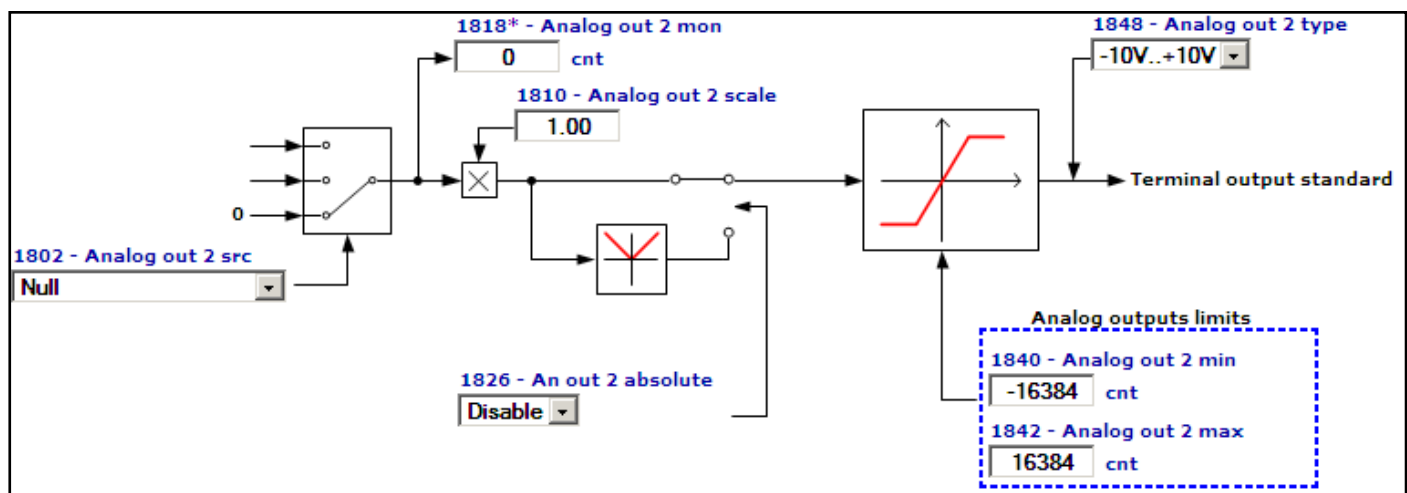 1818* - Analog out 2 mon
0 cnt
1848 - Analog out 2 type
-10V..+10V
1810 - Analog out 2 scale
1.00
Terminal output standard
0
1802 - Analog out 2 src
Null
Analog outputs limits
1840 - Analog out 2 min
-16384 cnt
1826 - An out 2 absolute
Disable
1842 - Analog out 2 max
16384 cnt